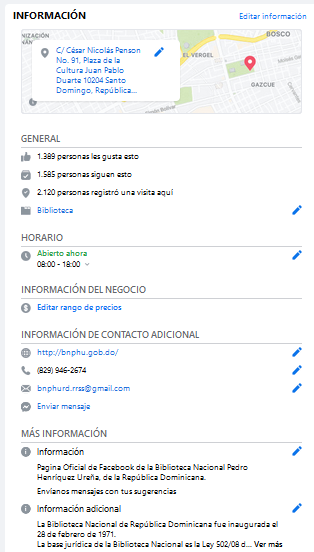 INFORMACIÓN
Editar información
BOSCO
C/ César Nicolás Penson
No. 91, Plaza de la
Cultura Juan Pablo
Duarte 10204 Santo
Domingo, República...
EL VERGEL
GAZCUE
GENERAL
1.389 personas les gusta esto
1.585 personas siguen esto
2.120 personas registró una visita aquí
Biblioteca
HORARIO
Abierto ahora
08:00 - 18:00
INFORMACIÓN DEL NEGOCIO
Editar rango de precios
INFORMACIÓN DE CONTACTO ADICIONAL
http://bnphu.gob.do/
(829) 946-2674
bnphurd.rrss@gmail.com
Enviar mensaje
MÁS INFORMACIÓN
Información
Pagina Oficial de Facebook de la Biblioteca Nacional Pedro
Henríquez Ureña, de la República Dominicana.
Envíanos mensajes con tus sugerencias
Información adicional
La Biblioteca Nacional de República Dominicana fue inaugurada el
28 de febrero de 1971.
La base jurídica de la Biblioteca Nacional es la Ley 502/08 d... Ver más